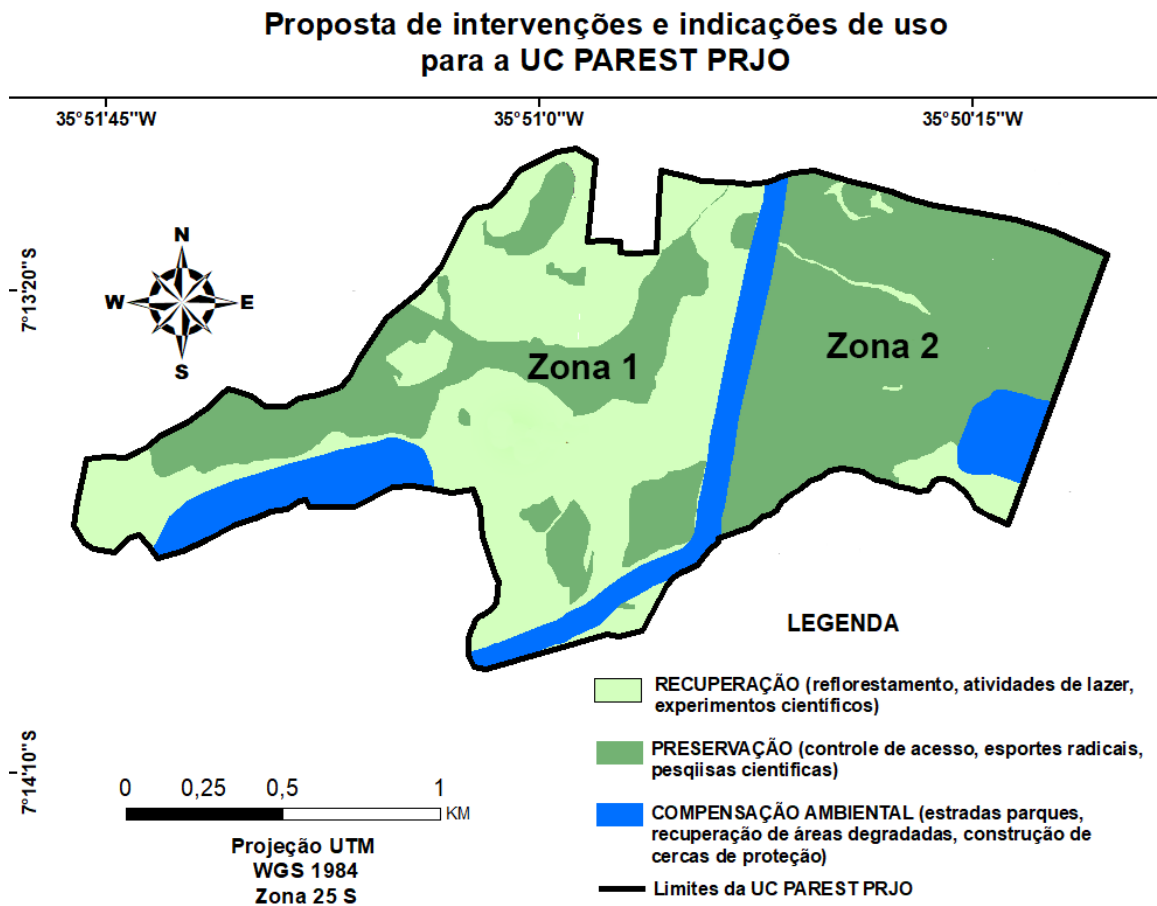 Proposta de intervenções e indicações de uso
para a UC PAREST PRJO
35°51'45"W
35°51'0"W
35°50'15"W
7°13'20"S
7°14'10"S
N
W
E
S
Zona 1
Zona 2
LEGENDA
RECUPERAÇÃO (reflorestamento, atividades de lazer,
experimentos científicos)
PRESERVAÇÃO (controle de acesso, esportes radicais,
pesqiisas cientificas)
COMPENSAÇÃO AMBIENTAL (estradas parques,
recuperação de áreas degradadas, construção de
cercas de proteção)
Limites da UC PAREST PRJO
0 0,25 0,5 1
KM
Projeção UTM
WGS 1984
Zona 25 S